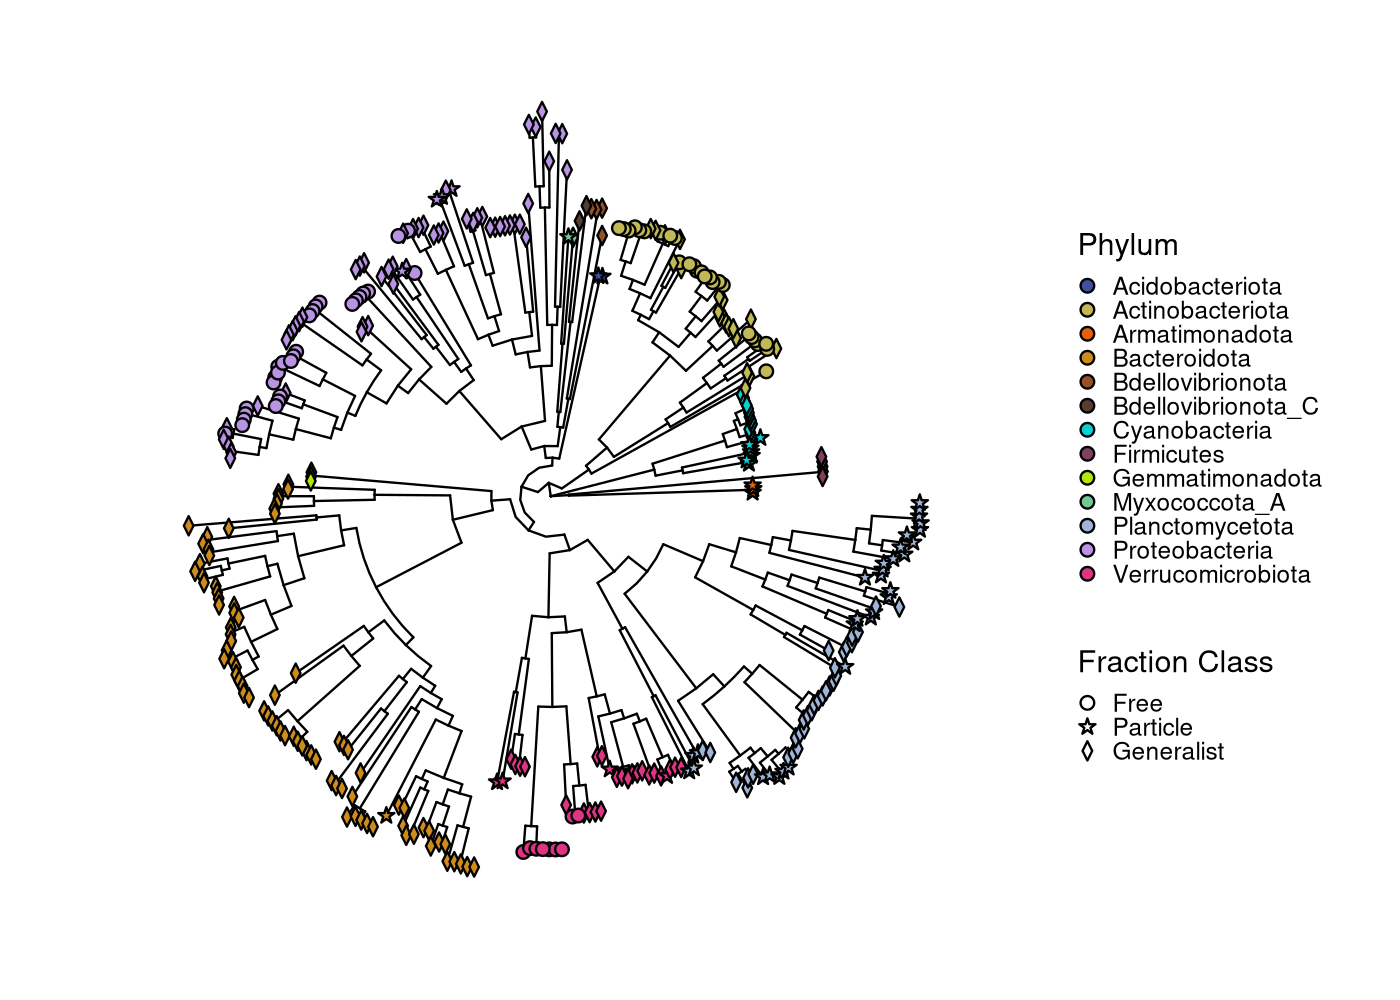 Phylum
Acidobacteriota
Actinobacteriota
Armatimonadota
Bacteroidota
Bdellovibrionota
Bdellovibrionota_C
Cyanobacteria
Firmicutes
Gemmatimonadota
Myxococcota_A
Planctomycetota
Proteobacteria
Verrucomicrobiota
Fraction Class
Free
Particle
Generalist